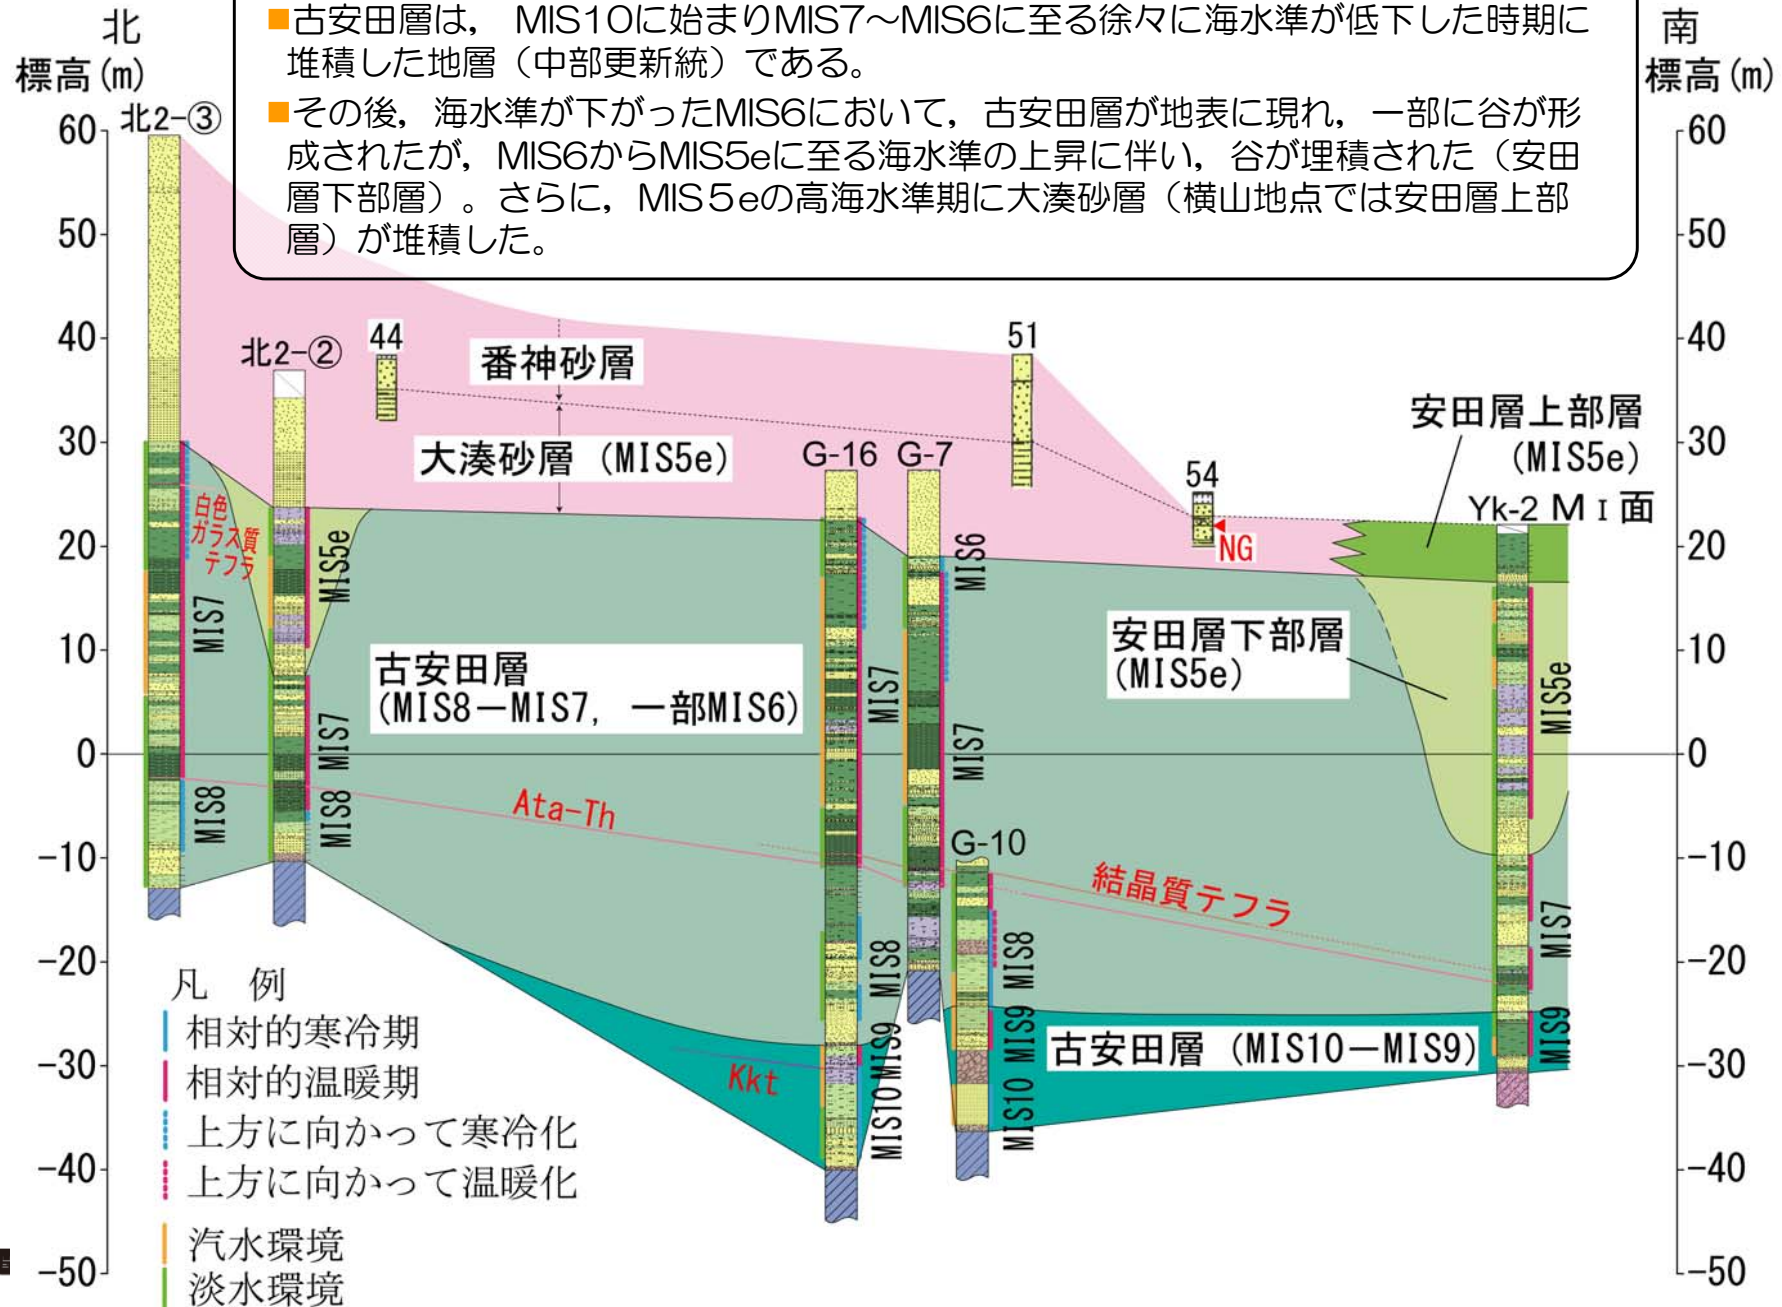 ■古安田層は，　MIS10に始まりMIS7～MIS6に至る徐々に海水準が低下した時期に
堆積した地層（中部更新統）である。
■その後，海水準が下がったMIS6において，古安田層が地表に現れ，一部に谷が形
成されたが，MIS6からMIS5eに至る海水準の上昇に伴い，谷が埋積された（安田
層下部層）。さらに，MIS５eの高海水準期に大湊砂層（横山地点では安田層上部
層）が堆積した。
北
標高(m)
南
標高(m)
60
50
40
30
20
10
0
−10
−20
−30
−40
−50
60
50
40
30
20
10
0
−10
−20
−30
−40
−50
北2-③
北2-②
44
51
54
G-16
G-7
G-10
Yk-2 MⅠ面
番神砂層
大湊砂層（MIS5e）
安田層上部層
（MIS5e）
NG
白色
ガラス質
テフラ
MIS7
MIS8
MIS5e
MIS7
MIS8
古安田層
(MIS8−MIS7,　一部MIS6)
安田層下部層
(MIS5e)
MIS7
MIS8
MIS9
MIS10
MIS6
MIS7
MIS8
MIS9
MIS10
MIS5e
MIS7
MIS9
Ata-Th
結晶質テフラ
Kkt
古安田層（MIS10−MIS9）
凡　例
相対的寒冷期
相対的温暖期
上方に向かって寒冷化
上方に向かって温暖化
汽水環境
淡水環境